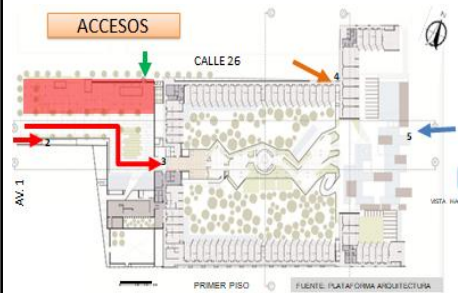 ACCESOS
CALLE 26
4
2
3
5
AV. 1
VISTA
PRIMER PISO
FUENTE: PLATAFORMA ARQUITECTURA